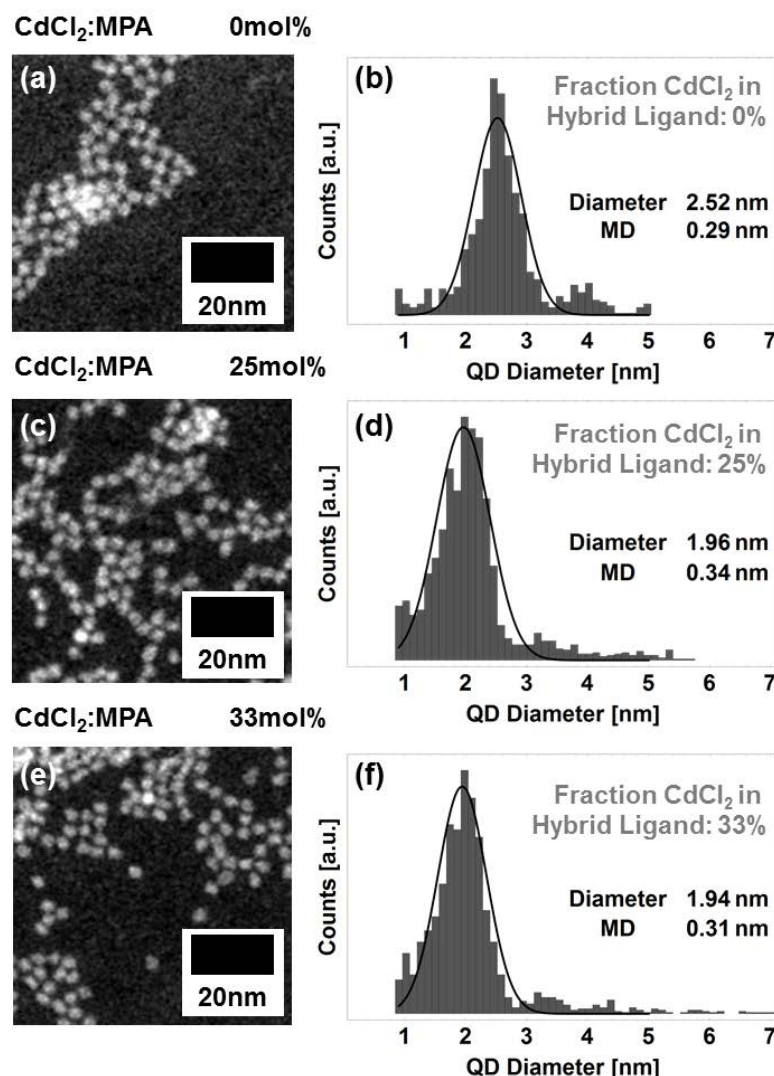 CdCl₂:MPA 0mol%
(a)
20nm
(b)
Fraction CdCl₂ in
Hybrid Ligand: 0%
Diameter 2.52 nm
MD 0.29 nm
Counts [a.u.]
1 2 3 4 5 6 7
QD Diameter [nm]
CdCl₂:MPA 25mol%
(c)
20nm
(d)
Fraction CdCl₂ in
Hybrid Ligand: 25%
Diameter 1.96 nm
MD 0.34 nm
Counts [a.u.]
1 2 3 4 5 6 7
QD Diameter [nm]
CdCl₂:MPA 33mol%
(e)
20nm
(f)
Fraction CdCl₂ in
Hybrid Ligand: 33%
Diameter 1.94 nm
MD 0.31 nm
Counts [a.u.]
1 2 3 4 5 6 7
QD Diameter [nm]